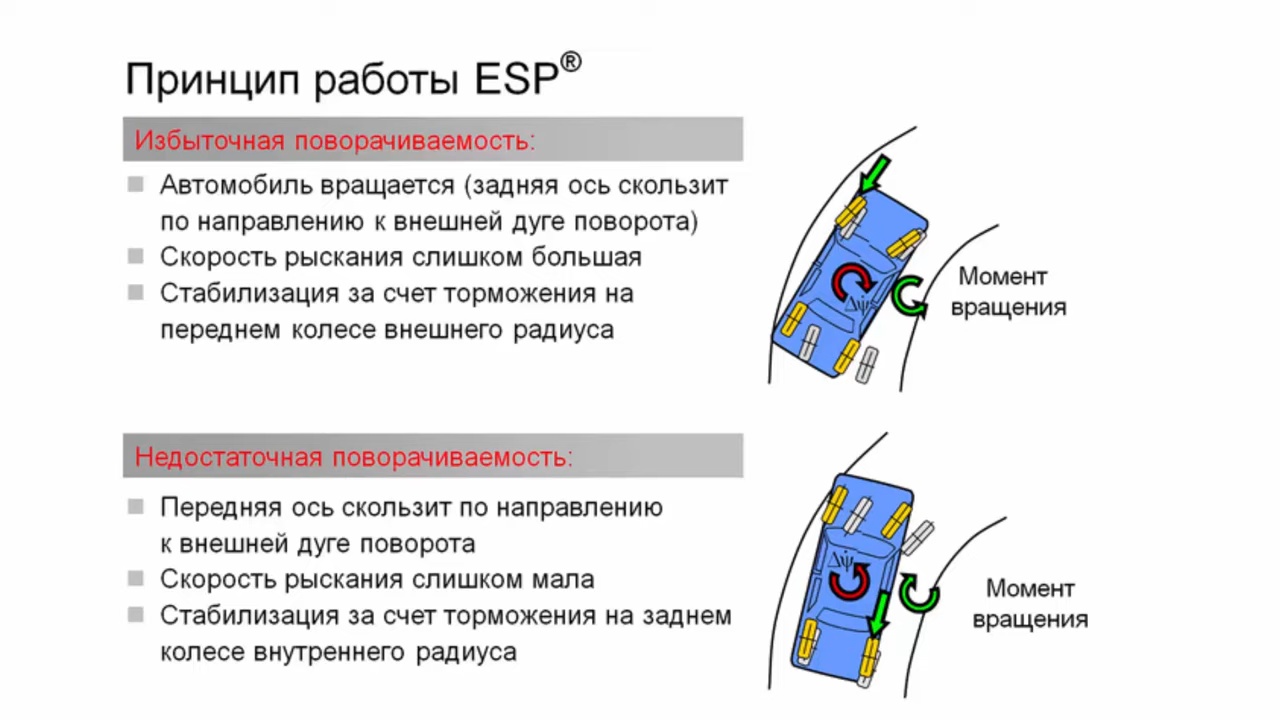 Принцип работы ESP®
Избыточная поворачиваемость:
Автомобиль вращается (задняя ось скользит
по направлению к внешней дуге поворота)
Скорость рыскания слишком большая
Стабилизация за счет торможения на
переднем колесе внешнего радиуса
Δψ̇
Момент
вращения
Недостаточная поворачиваемость:
Передняя ось скользит по направлению
к внешней дуге поворота
Скорость рыскания слишком мала
Стабилизация за счет торможения на заднем
колесе внутреннего радиуса
Δψ̇
Момент
вращения